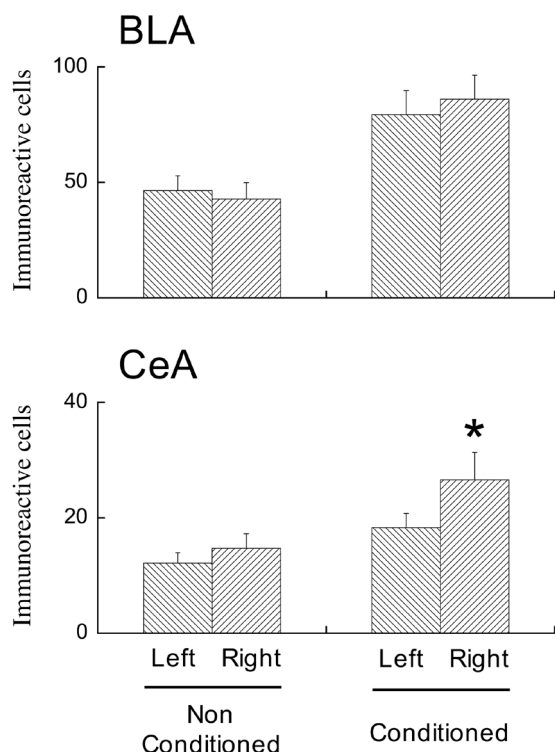 BLA
100
50
0
Immunoreactive cells
CeA
*
40
20
0
Immunoreactive cells
Left Right Left Right
Non
Conditioned
Conditioned